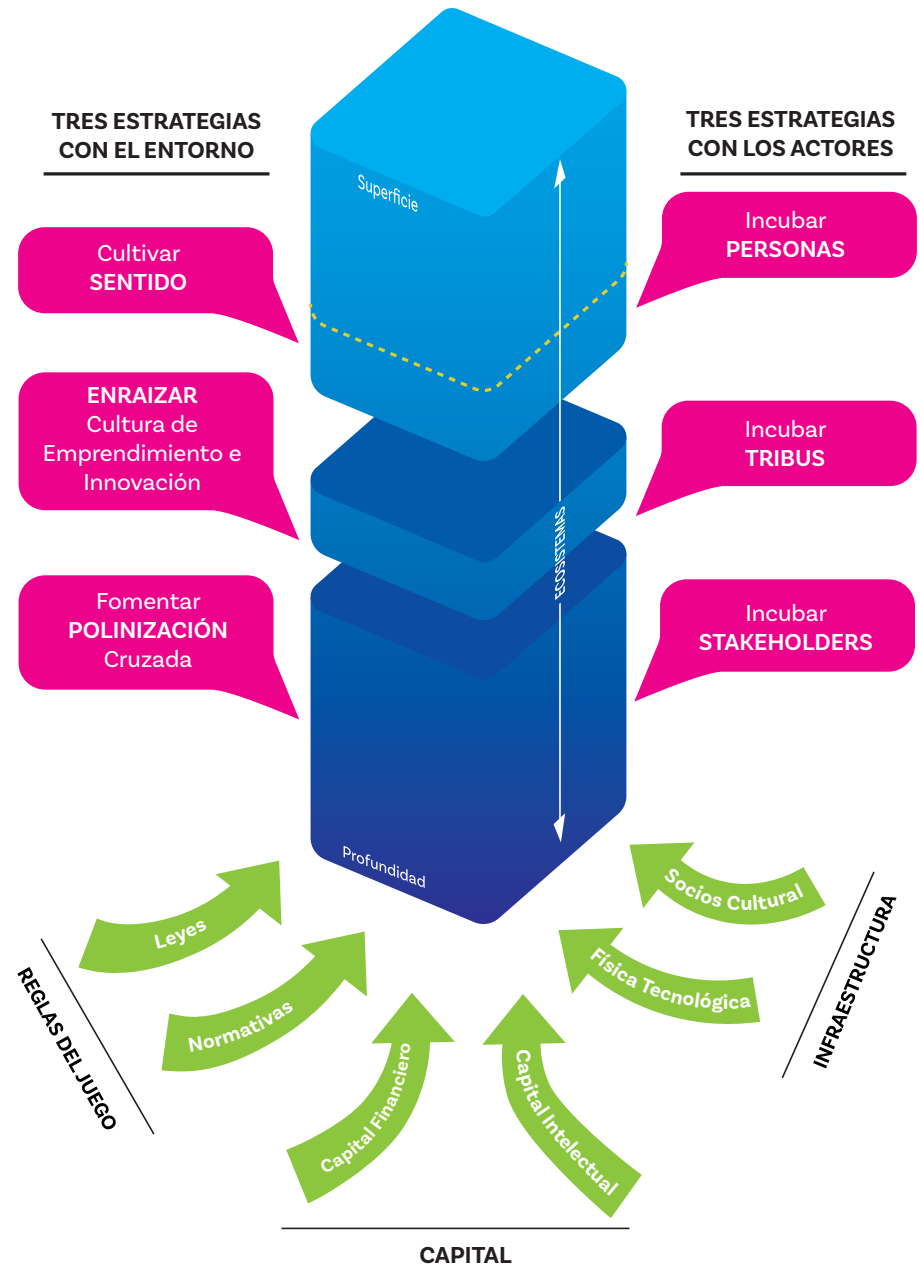 TRES ESTRATEGIAS
CON EL ENTORNO
Cultivar
SENTIDO
ENRAIZAR
Cultura de
Emprendimiento e
Innovación
Fomentar
POLINIZACIÓN
Cruzada
Superficie
ECOSISTEMAS
Profundidad
TRES ESTRATEGIAS
CON LOS ACTORES
Incubar
PERSONAS
Incubar
TRIBUS
Incubar
STAKEHOLDERS
Leyes
Normativas
REGLAS DEL JUEGO
Capital Financiero
Capital Intelectual
CAPITAL
Socios Cultural
Física Tecnológica
INFRAESTRUCTURA